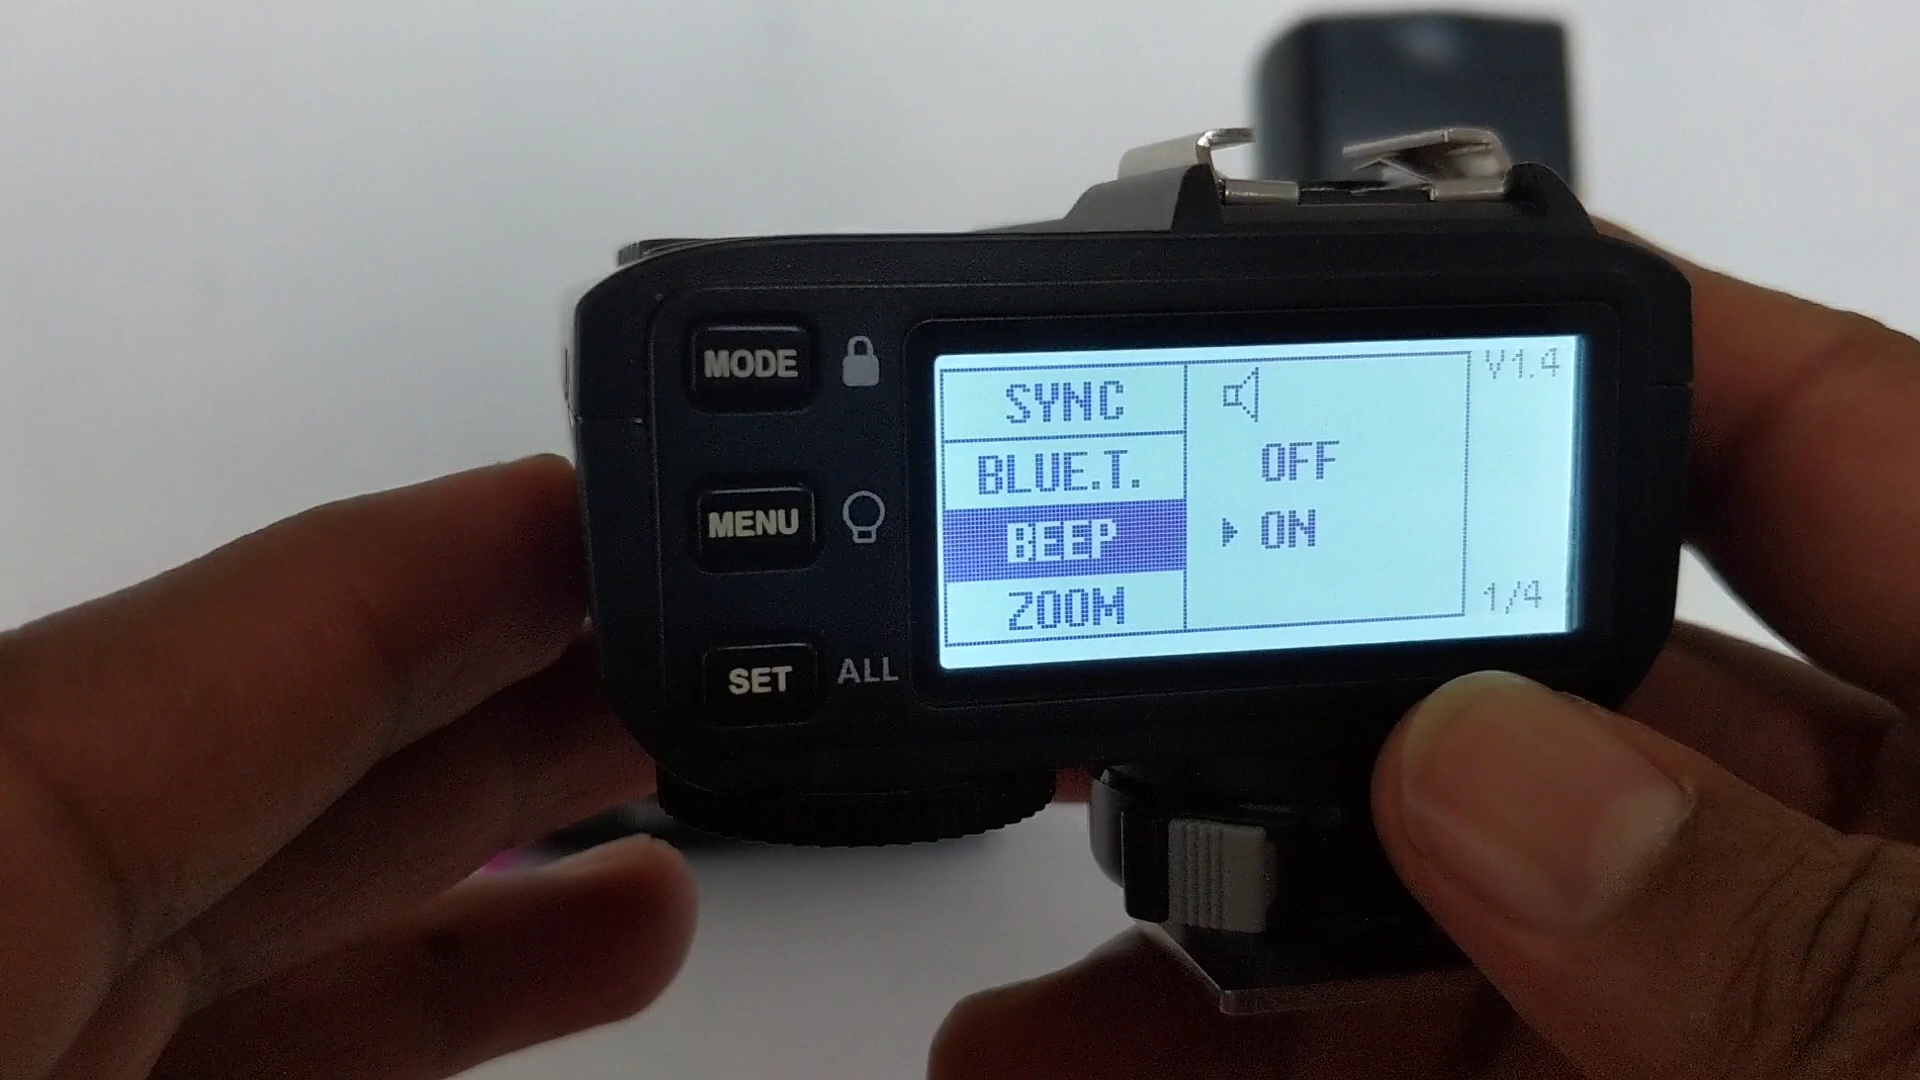 MODE
MENU
SET ALL
SYNC
BLUE.T.
BEEP
ZOOM
OFF
ON
V1.4
1/4